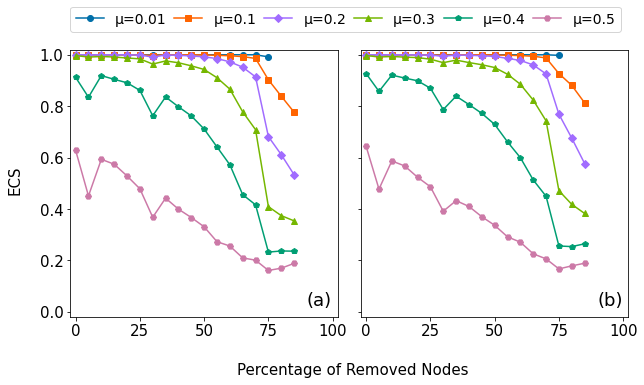 μ=0.01 μ=0.1 μ=0.2 μ=0.3 μ=0.4 μ=0.5
1.0
0.8
0.6
0.4
0.2
0.0
ECS
(a) (b)
0 25 50 75 100 0 25 50 75 100
Percentage of Removed Nodes